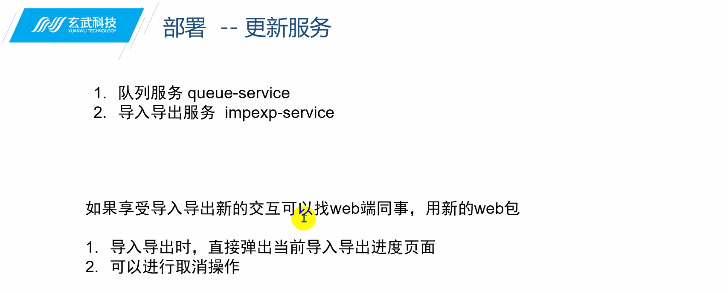 玄武科技
XUANWU TECHNOLOGY
部署 -- 更新服务
1. 队列服务 queue-service
2. 导入导出服务 impexp-service
如果享受导入导出新的交互可以找web端同事，用新的web包
1. 导入导出时，直接弹出当前导入导出进度页面
2. 可以进行取消操作